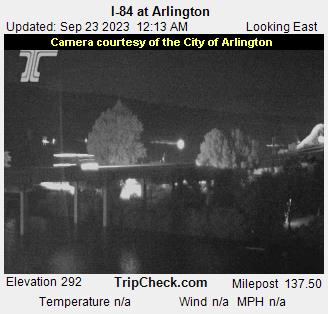 I-84 at Arlington
Updated: Sep 23 2023 12:13 AM Looking East
Camera courtesy of the City of Arlington
Elevation 292 TripCheck.com Milepost 137.50
Temperature n/a Wind n/a MPH n/a